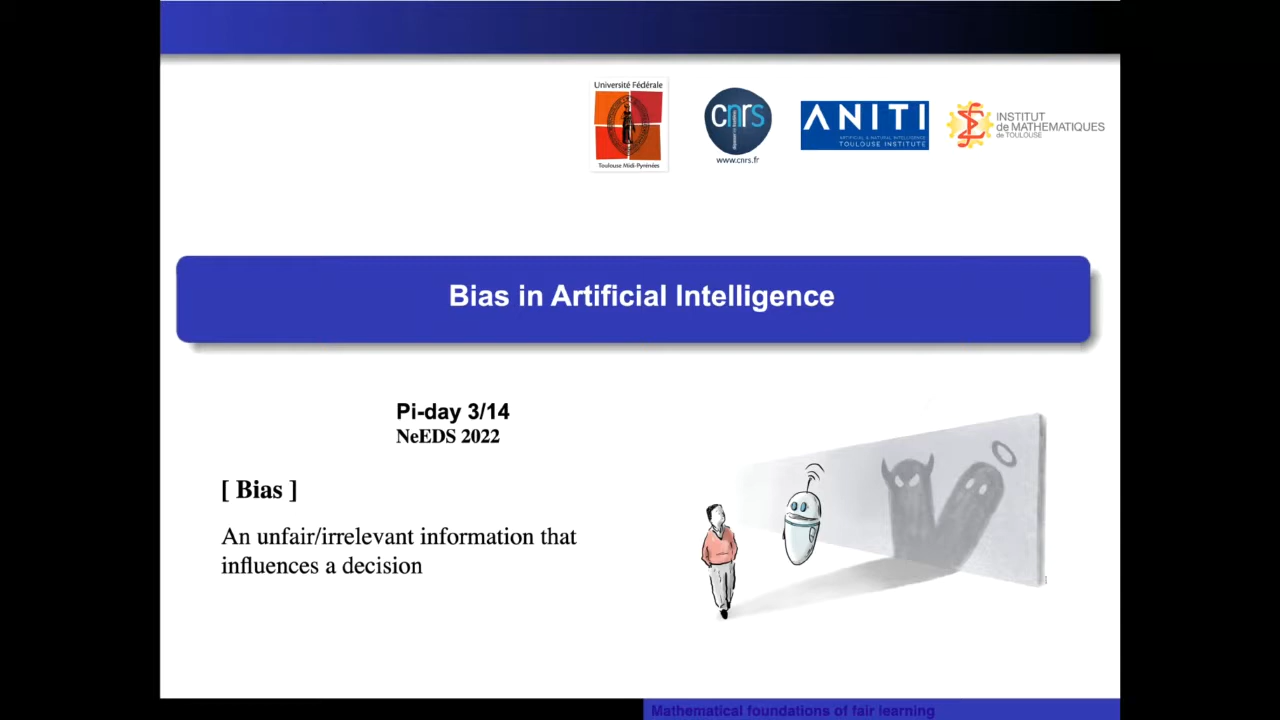 Université Fédérale
Toulouse Midi-Pyrénées
cnrs
www.cnrs.fr
ANITI
ARTIFICIAL & NATURAL INTELLIGENCE
TOULOUSE INSTITUTE
INSTITUT
de MATHEMATIQUES
de TOULOUSE
Bias in Artificial Intelligence
Pi-day 3/14
NeEDS 2022
[ Bias ]
An unfair/irrelevant information that
influences a decision
Mathematical foundations of fair learning